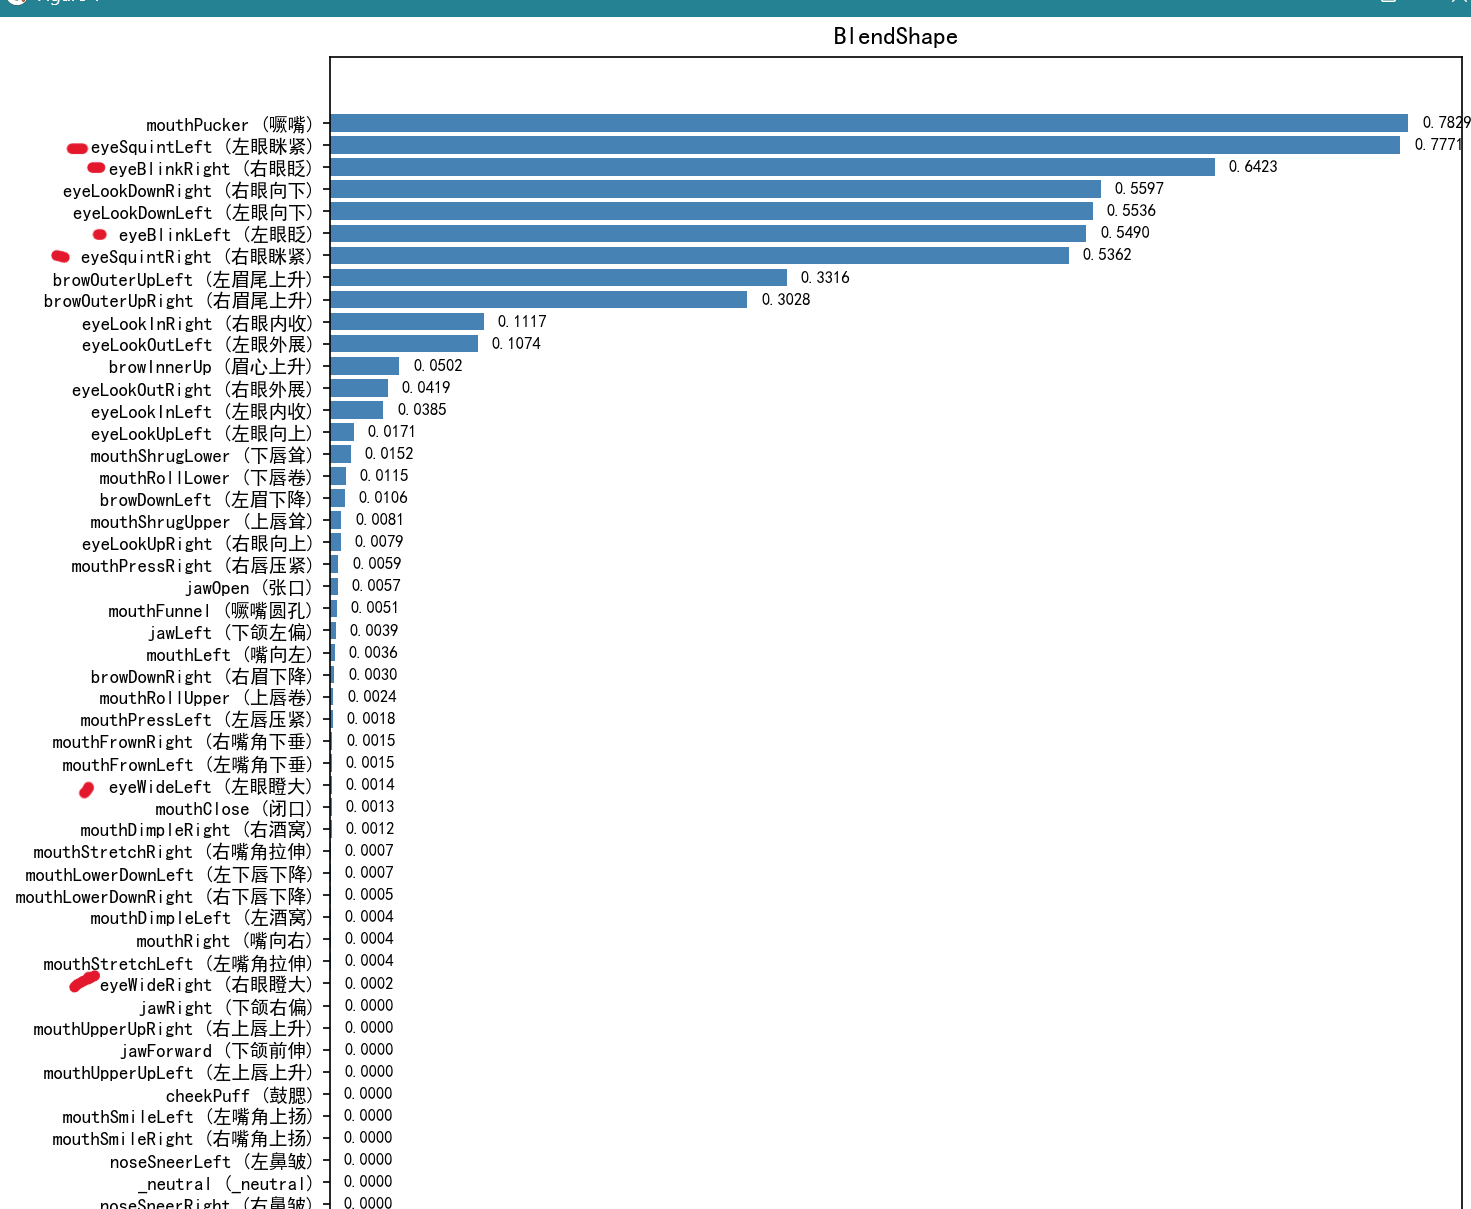 BlendShape
mouthPucker (噘嘴) 0.7829
eyeSquintLeft (左眼眯紧) 0.7771
eyeBlinkRight (右眼眨) 0.6423
eyeLookDownRight (右眼向下) 0.5597
eyeLookDownLeft (左眼向下) 0.5536
eyeBlinkLeft (左眼眨) 0.5490
eyeSquintRight (右眼眯紧) 0.5362
browOuterUpLeft (左眉尾上升) 0.3316
browOuterUpRight (右眉尾上升) 0.3028
eyeLookInRight (右眼内收) 0.1117
eyeLookOutLeft (左眼外展) 0.1074
browInnerUp (眉心上升) 0.0502
eyeLookOutRight (右眼外展) 0.0419
eyeLookInLeft (左眼内收) 0.0385
eyeLookUpLeft (左眼向上) 0.0171
mouthShrugLower (下唇耸) 0.0152
mouthRollLower (下唇卷) 0.0115
browDownLeft (左眉下降) 0.0106
mouthShrugUpper (上唇耸) 0.0081
eyeLookUpRight (右眼向上) 0.0079
mouthPressRight (右唇压紧) 0.0059
jawOpen (张口) 0.0057
mouthFunnel (噘嘴圆孔) 0.0051
jawLeft (下颌左偏) 0.0039
mouthLeft (嘴向左) 0.0036
browDownRight (右眉下降) 0.0030
mouthRollUpper (上唇卷) 0.0024
mouthPressLeft (左唇压紧) 0.0018
mouthFrownRight (右嘴角下垂) 0.0015
mouthFrownLeft (左嘴角下垂) 0.0015
eyeWideLeft (左眼瞪大) 0.0014
mouthClose (闭口) 0.0013
mouthDimpleRight (右酒窝) 0.0012
mouthStretchRight (右嘴角拉伸) 0.0007
mouthLowerDownLeft (左下唇下降) 0.0007
mouthLowerDownRight (右下唇下降) 0.0005
mouthDimpleLeft (左酒窝) 0.0004
mouthRight (嘴向右) 0.0004
mouthStretchLeft (左嘴角拉伸) 0.0004
eyeWideRight (右眼瞪大) 0.0002
jawRight (下颌右偏) 0.0000
mouthUpperUpRight (右上唇上升) 0.0000
jawForward (下颌前伸) 0.0000
mouthUpperUpLeft (左上唇上升) 0.0000
cheekPuff (鼓腮) 0.0000
mouthSmileLeft (左嘴角上扬) 0.0000
mouthSmileRight (右嘴角上扬) 0.0000
noseSneerLeft (左鼻皱) 0.0000
_neutral (_neutral) 0.0000
noseSneerRight (右鼻皱) 0.0000